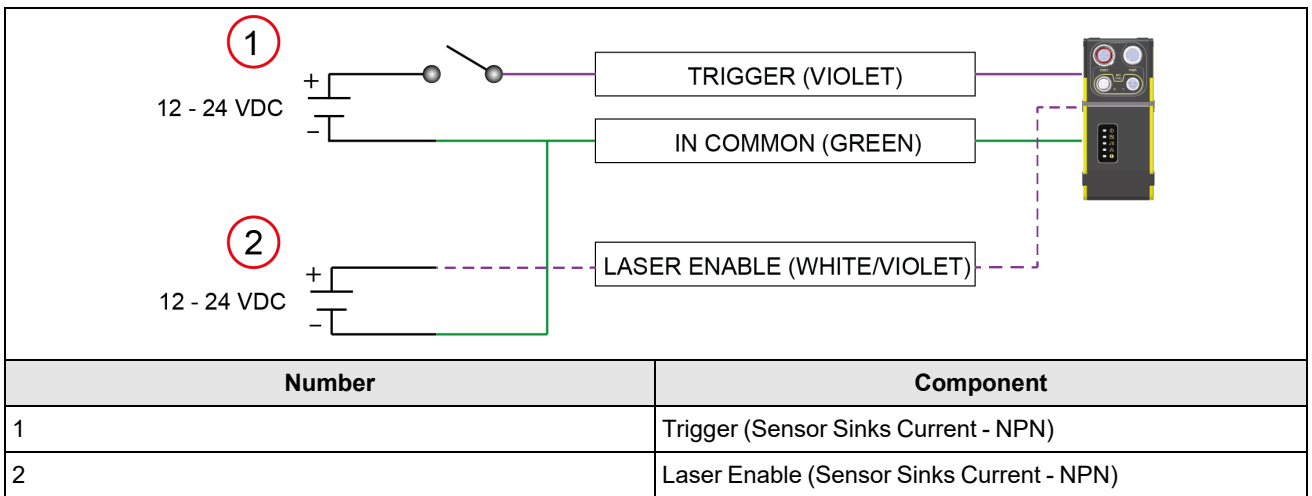 1
+
12 - 24 VDC
−
TRIGGER (VIOLET)
IN COMMON (GREEN)
2
+
12 - 24 VDC
−
LASER ENABLE (WHITE/VIOLET)
Number Component
1 Trigger (Sensor Sinks Current - NPN)
2 Laser Enable (Sensor Sinks Current - NPN)